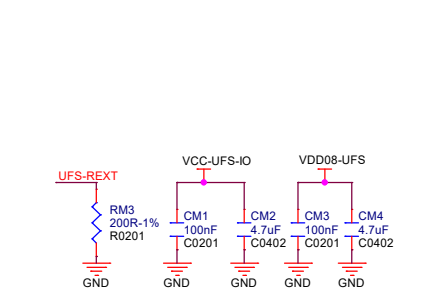 VCC-UFS-IO
VDD08-UFS
UFS-REXT
RM3
200R-1%
R0201
CM1
100nF
C0201
CM2
4.7uF
C0402
CM3
100nF
C0201
CM4
4.7uF
C0402
GND
GND
GND
GND
GND